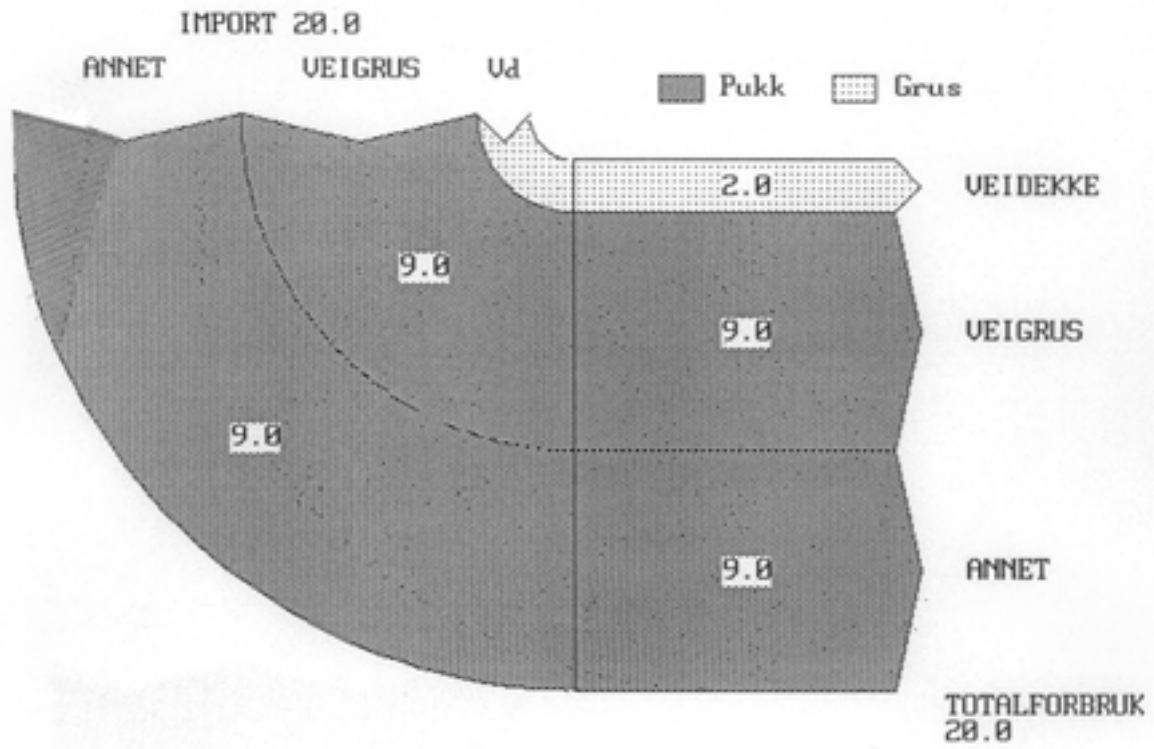 IMPORT 20.0
ANNET VEIGRUS Vd
Pukk Grus
2.0 VEIDEKKE
9.0
9.0 VEIGRUS
9.0
9.0 ANNET
TOTALFORBRUK
20.0